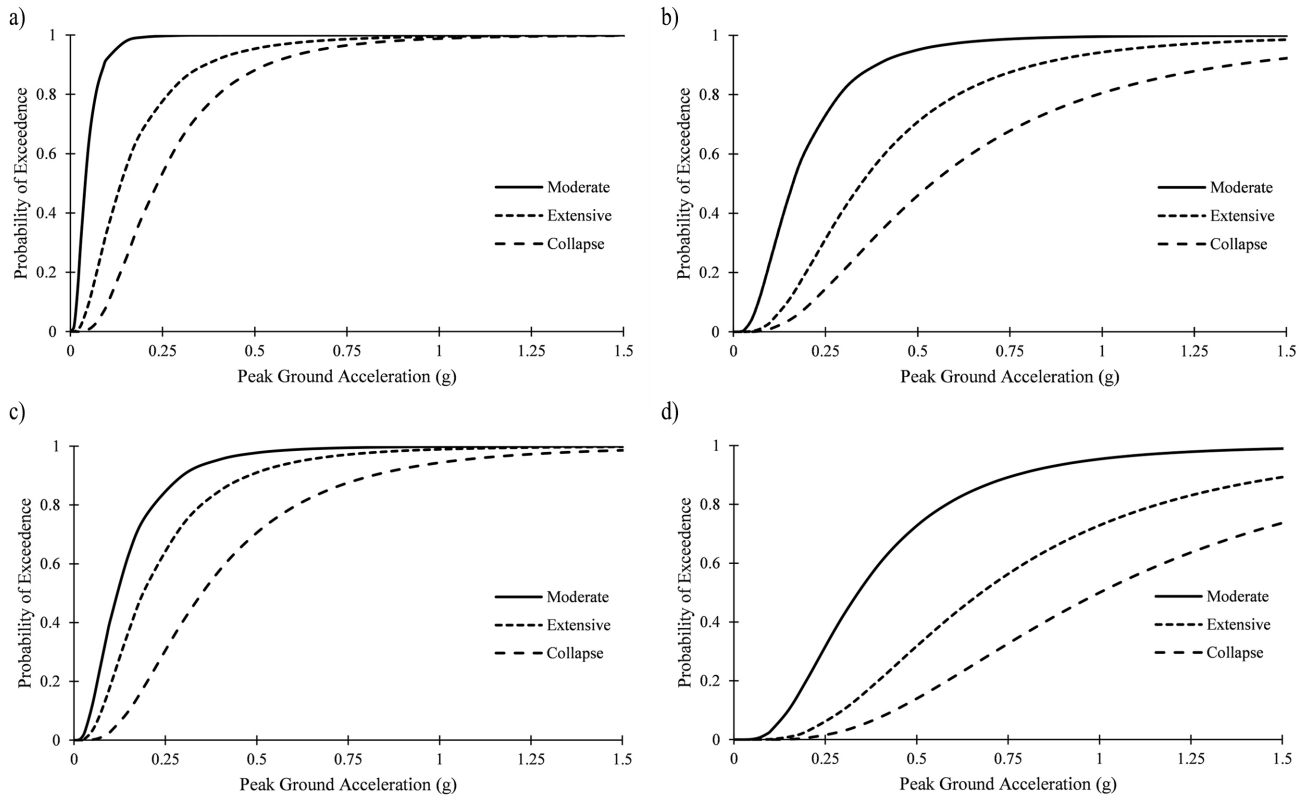 a)
Probability of Exceedence
1
0.8
0.6
0.4
0.2
0
0 0.25 0.5 0.75 1 1.25 1.5
Peak Ground Acceleration (g)
Moderate
Extensive
Collapse
b)
Probability of Exceedence
1
0.8
0.6
0.4
0.2
0
0 0.25 0.5 0.75 1 1.25 1.5
Peak Ground Acceleration (g)
Moderate
Extensive
Collapse
c)
Probability of Exceedence
1
0.8
0.6
0.4
0.2
0
0 0.25 0.5 0.75 1 1.25 1.5
Peak Ground Acceleration (g)
Moderate
Extensive
Collapse
d)
Probability of Exceedence
1
0.8
0.6
0.4
0.2
0
0 0.25 0.5 0.75 1 1.25 1.5
Peak Ground Acceleration (g)
Moderate
Extensive
Collapse